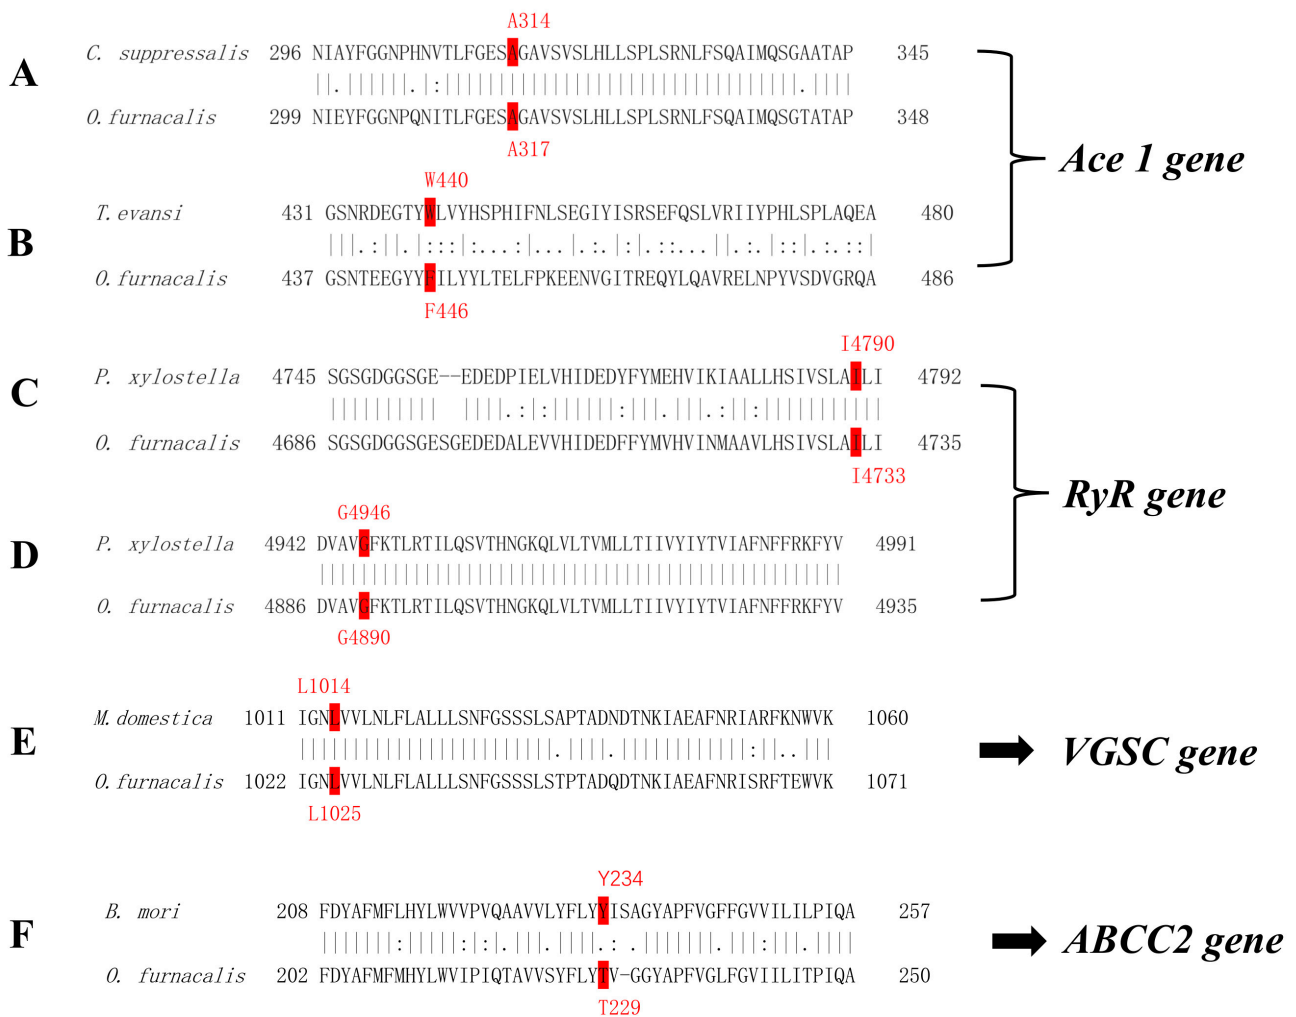 A314
A
C. suppressalis 296 NIAYFGGNPHNVTLFGESAGAVSVSLHLLSPLSRNLFSQAIMQSGAATAP 345
||.||||||.|:||||||||||||||||||||||||||||||||.||||
O.furnacalis 299 NIEYFGGNPQNITLFGESAGAVSVSLHLLSPLSRNLFSQAIMQSGTATAP 348
A317
Ace 1 gene
W440
B
T.evansi 431 GSNRDEGTYWLVYHSPHIFNLSEGIYISRSEFQSLVRIIYPHLSPLAQEA 480
|||.:||.|:::|:...:|...|.:|.|.::...||.:.|::|.:.::|
O.furnacalis 437 GSNTEEGYYFILYYLTELFPKEENVGITREQYLQAVRELNPYVSDVGRQA 486
F446
I4790
C
P. xylostella 4745 SGSGDGGSGE--EDEDPIELVHIDEDYFYMEHVIKIAALLHSIVSLAILI 4792
|||||||||| ||||.:|:||||||:|||.|||.:||:|||||||||||
O. furnacalis 4686 SGSGDGGSGESGEDEDALEVVHIDEDFFYMVHVINMAAVLHSIVSLAILI 4735
I4733
RyR gene
G4946
D
P. xylostella 4942 DVAVGFKTLRTILQSVTHNGKQLVLTVMLLTIIVYIYTVIAFNFFRKFYV 4991
||||||||||||||||||||||||||||||||||||||||||||||||||
O. furnacalis 4886 DVAVGFKTLRTILQSVTHNGKQLVLTVMLLTIIVYIYTVIAFNFFRKFYV 4935
G4890
L1014
E
M.domestica 1011 IGNLVVLNLFLALLLSNFGSSSLSAPTADNDTNKIAEAFNRIARFKNWVK 1060
||||||||||||||||||||||||.||||.||||||||||||:||..|||
O.furnacalis 1022 IGNLVVLNLFLALLLSNFGSSSLSTPTADQDTNKIAEAFNRISRFTEWVK 1071
L1025
VGSC gene
Y234
F
B. mori 208 FDYAFMFLHYLWVVPVQAAVVLYFLYYISAGYAPFVGFFGVVILILPIQA 257
|||||||:|||||:|:|.|||.||||.: .|||||||.|||:|||.||||
O. furnacalis 202 FDYAFMFMHYLWVIPIQTAVVSYFLYTV-GGYAPFVGLFGVIILITPIQA 250
T229
ABCC2 gene